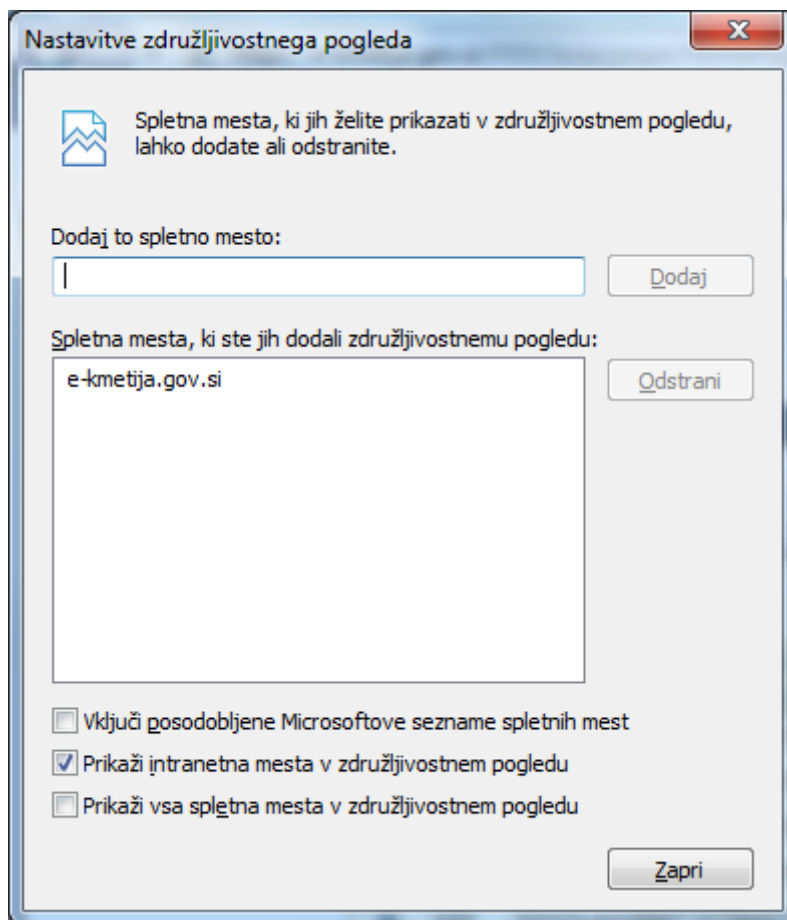 Nastavitve združljivostnega pogleda
Spletna mesta, ki jih želite prikazati v združljivostnem pogledu,
lahko dodate ali odstranite.
Dodaj to spletno mesto:
Dodaj
Spletna mesta, ki ste jih dodali združljivostnemu pogledu:
e-kmetija.gov.si
Odstrani
Vključi posodobljene Microsoftove sezname spletnih mest
Prikaži intranetna mesta v združljivostnem pogledu
Prikaži vsa spletna mesta v združljivostnem pogledu
Zapri